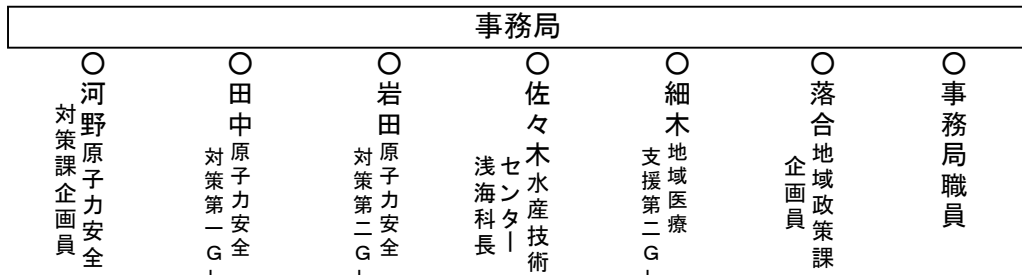 事務局
○事務局職員
○落合地域政策課
企画員
○細木地域医療
支援第二Ｇ
○佐々木水産技術
センター
浅海科長
○岩田原子力安全
対策第二Ｇ
○田中原子力安全
対策第一Ｇ
○河野原子力安全
対策課企画員